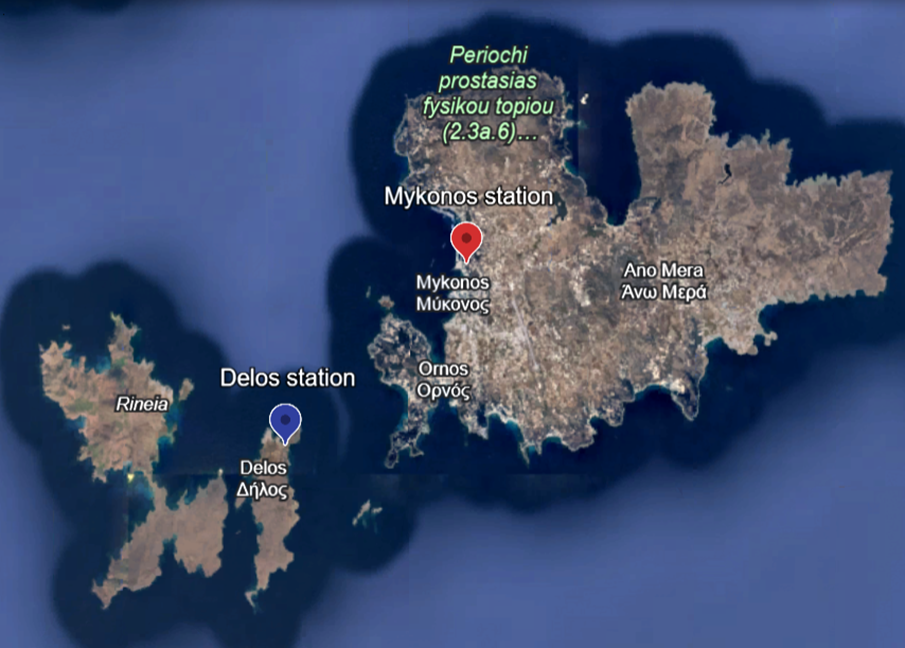 Periochi
prostasias
fysikou topiou
(2.3a.6)...
Mykonos station
Mykonos
Μύκονος
Ano Mera
Άνω Μερά
Ornos
Ορνός
Delos station
Rineia
Delos
Δήλος